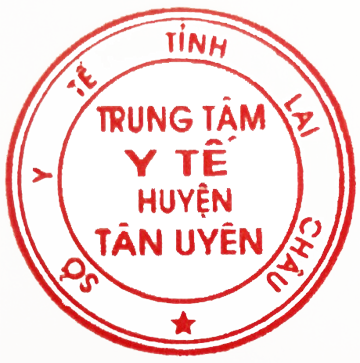 SỞ Y TẾ TỈNH LAI CHÂU
TRUNG TÂM
Y TẾ
HUYỆN
TÂN UYÊN